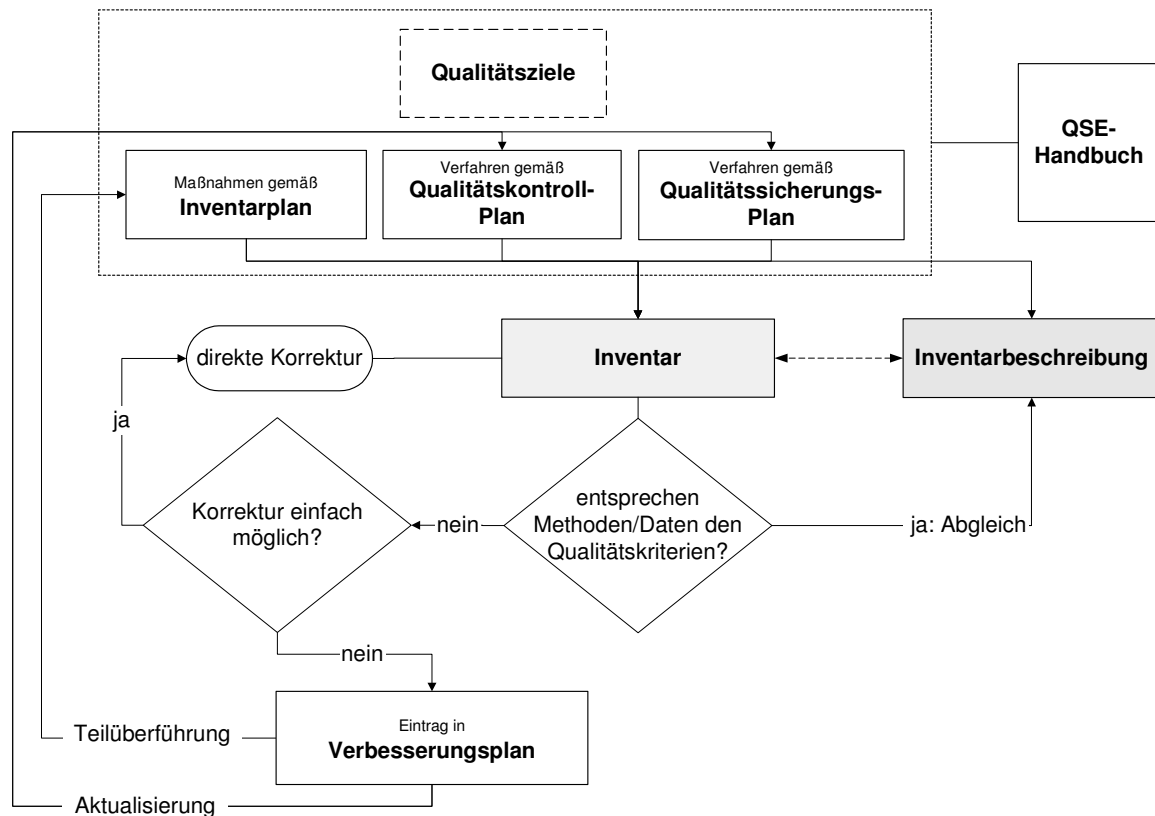 Qualitätsziele
QSE-
Handbuch
Maßnahmen gemäß
Inventarplan
Verfahren gemäß
Qualitätskontroll-
Plan
Verfahren gemäß
Qualitätssicherungs-
Plan
direkte Korrektur
Inventar
Inventarbeschreibung
ja
Korrektur einfach
möglich?
nein
entsprechen
Methoden/Daten den
Qualitätskriterien?
ja: Abgleich
nein
Teilüberführung
Eintrag in
Verbesserungsplan
Aktualisierung